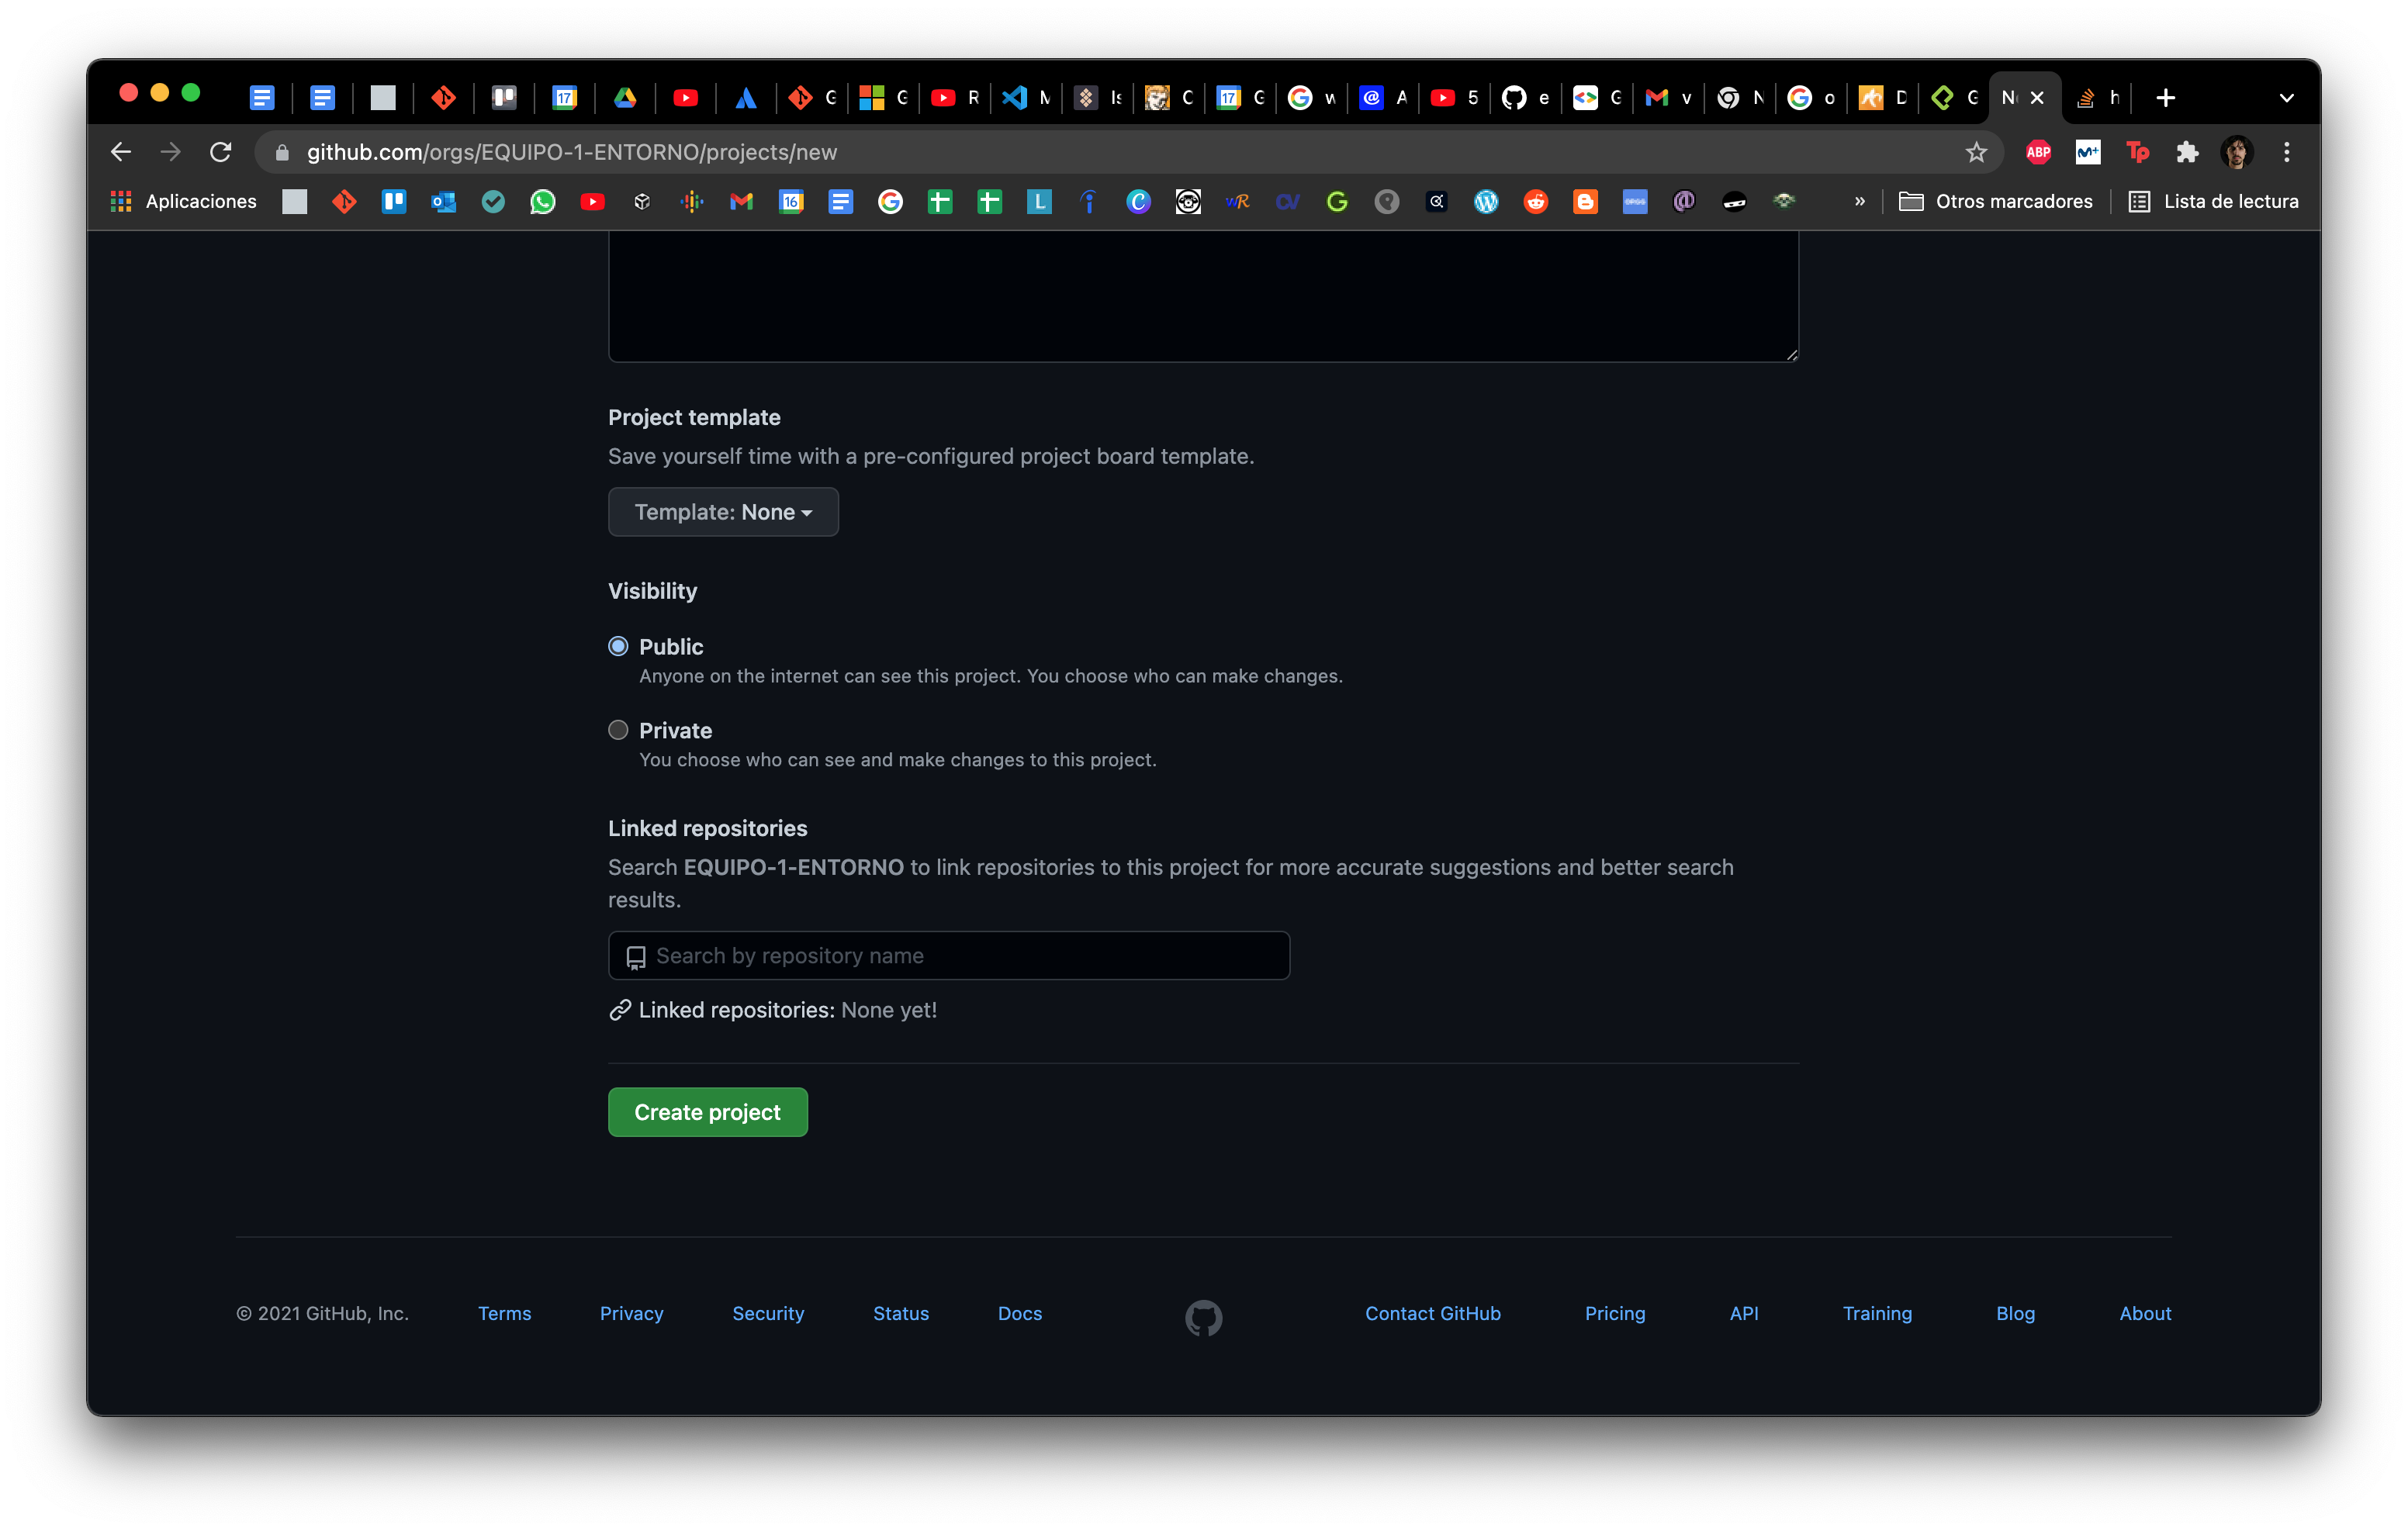 github.com/orgs/EQUIPO-1-ENTORNO/projects/new
ABP
Tp
Aplicaciones
Otros marcadores
Lista de lectura
Project template
Save yourself time with a pre-configured project board template.
Template: None
Visibility
Public
Anyone on the internet can see this project. You choose who can make changes.
Private
You choose who can see and make changes to this project.
Linked repositories
Search EQUIPO-1-ENTORNO to link repositories to this project for more accurate suggestions and better search
results.
Search by repository name
Linked repositories: None yet!
Create project
© 2021 GitHub, Inc.
Terms
Privacy
Security
Status
Docs
Contact GitHub
Pricing
API
Training
Blog
About